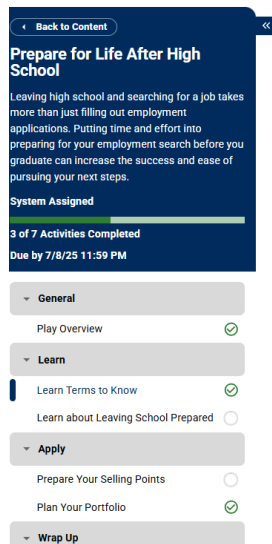 Back to Content
«
Prepare for Life After High
School
Leaving high school and searching for a job takes
more than just filling out employment
applications. Putting time and effort into
preparing for your employment search before you
graduate can increase the success and ease of
pursuing your next steps.
System Assigned
3 of 7 Activities Completed
Due by 7/8/25 11:59 PM
General
Play Overview
Learn
Learn Terms to Know
Learn about Leaving School Prepared
Apply
Prepare Your Selling Points
Plan Your Portfolio
Wrap Up